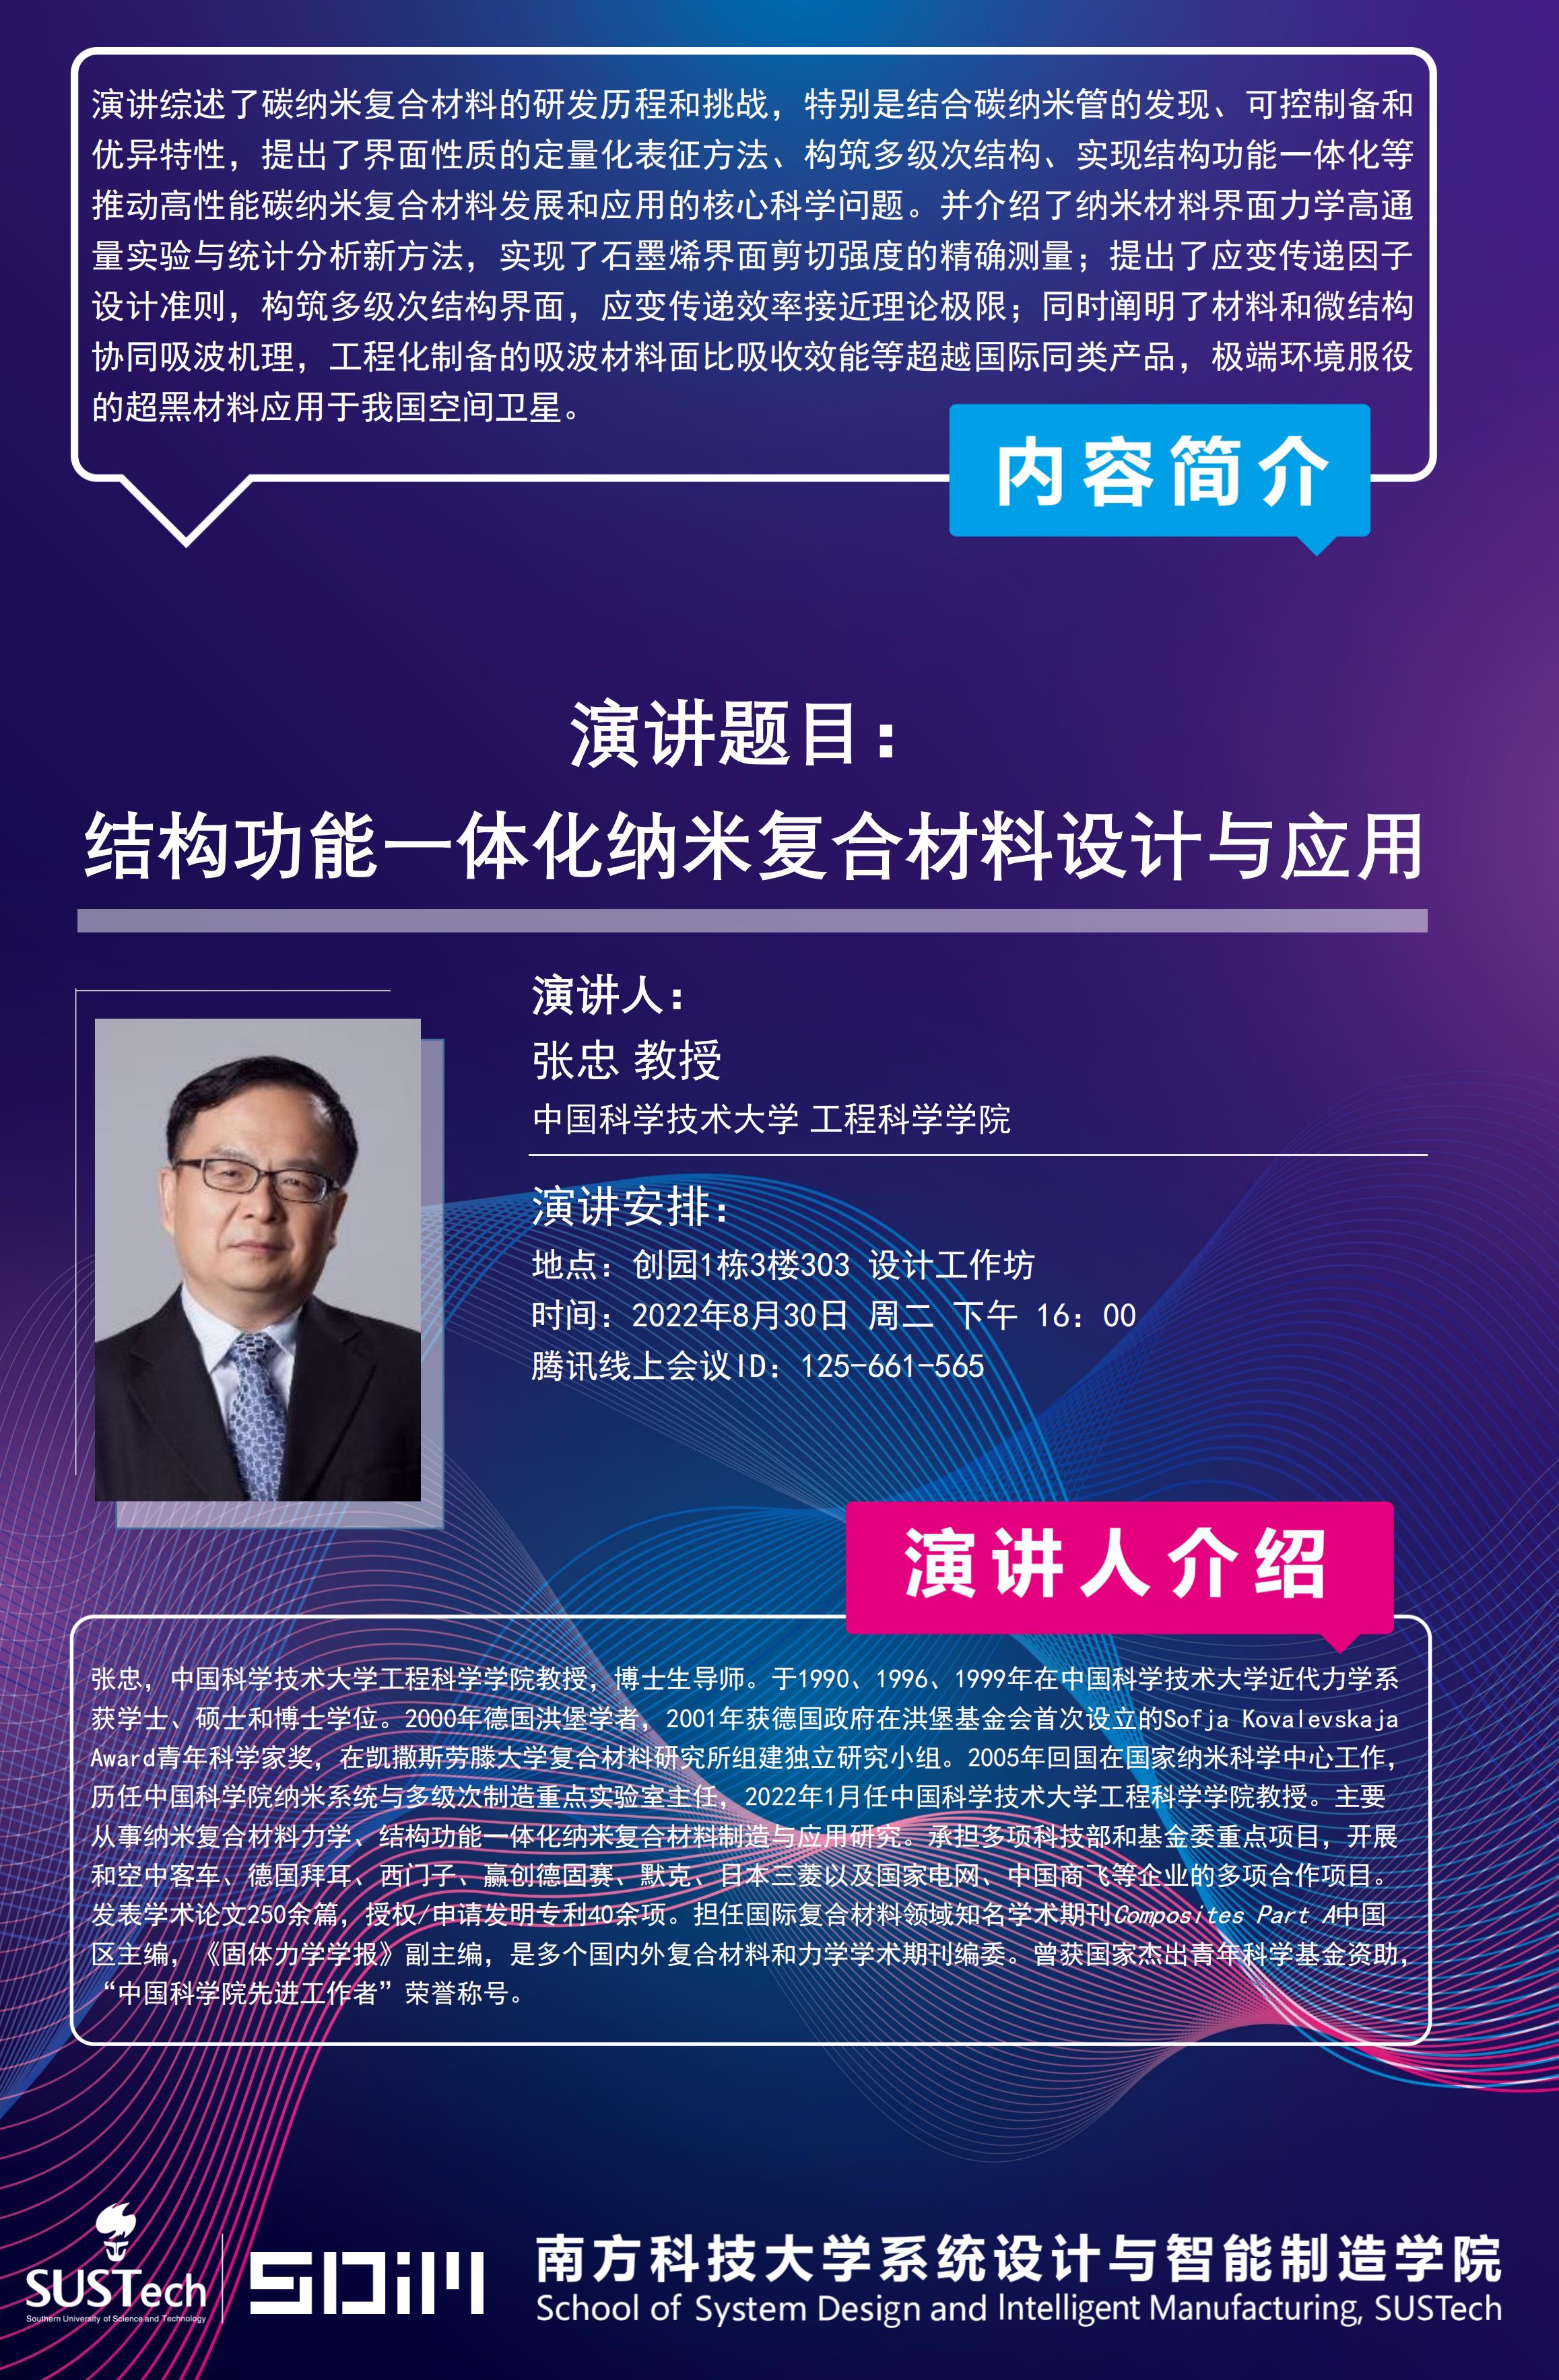 演讲综述了碳纳米复合材料的研发历程和挑战，特别是结合碳纳米管的发现、可控制备和
优异特性，提出了界面性质的定量化表征方法、构筑多级次结构、实现结构功能一体化等
推动高性能碳纳米复合材料发展和应用的核心科学问题。并介绍了纳米材料界面力学高通
量实验与统计分析新方法，实现了石墨烯界面剪切强度的精确测量；提出了应变传递因子
设计准则，构筑多级次结构界面，应变传递效率接近理论极限；同时阐明了材料和微结构
协同吸波机理，工程化制备的吸波材料面比吸收效能等超越国际同类产品，极端环境服役
的超黑材料应用于我国空间卫星。
内容简介
演讲题目：
结构功能一体化纳米复合材料设计与应用
演讲人：
张忠 教授
中国科学技术大学 工程科学学院
演讲安排：
地点：创园1栋3楼303 设计工作坊
时间：2022年8月30日 周二 下午 16：00
腾讯线上会议ID：125-661-565
演讲人介绍
张忠，中国科学技术大学工程科学学院教授，博士生导师。于1990、1996、1999年在中国科学技术大学近代力学系
获学士、硕士和博士学位。2000年德国洪堡学者，2001年获德国政府在洪堡基金会首次设立的Sofja Kovalevskaja
Award青年科学家奖，在凯撒斯劳滕大学复合材料研究所组建独立研究小组。2005年回国在国家纳米科学中心工作，
历任中国科学院纳米系统与多级次制造重点实验室主任，2022年1月任中国科学技术大学工程科学学院教授。主要
从事纳米复合材料力学、结构功能一体化纳米复合材料制造与应用研究。承担多项科技部和基金委重点项目，开展
和空中客车、德国拜耳、西门子、赢创德固赛、默克、日本三菱以及国家电网、中国商飞等企业的多项合作项目。
发表学术论文250余篇，授权/申请发明专利40余项。担任国际复合材料领域知名学术期刊Composites Part A中国
区主编，《固体力学学报》副主编，是多个国内外复合材料和力学学术期刊编委。曾获国家杰出青年科学基金资助，
“中国科学院先进工作者”荣誉称号。
SUSTech
Southern University of Science and Technology
SDIM
南方科技大学系统设计与智能制造学院
School of System Design and Intelligent Manufacturing, SUSTech